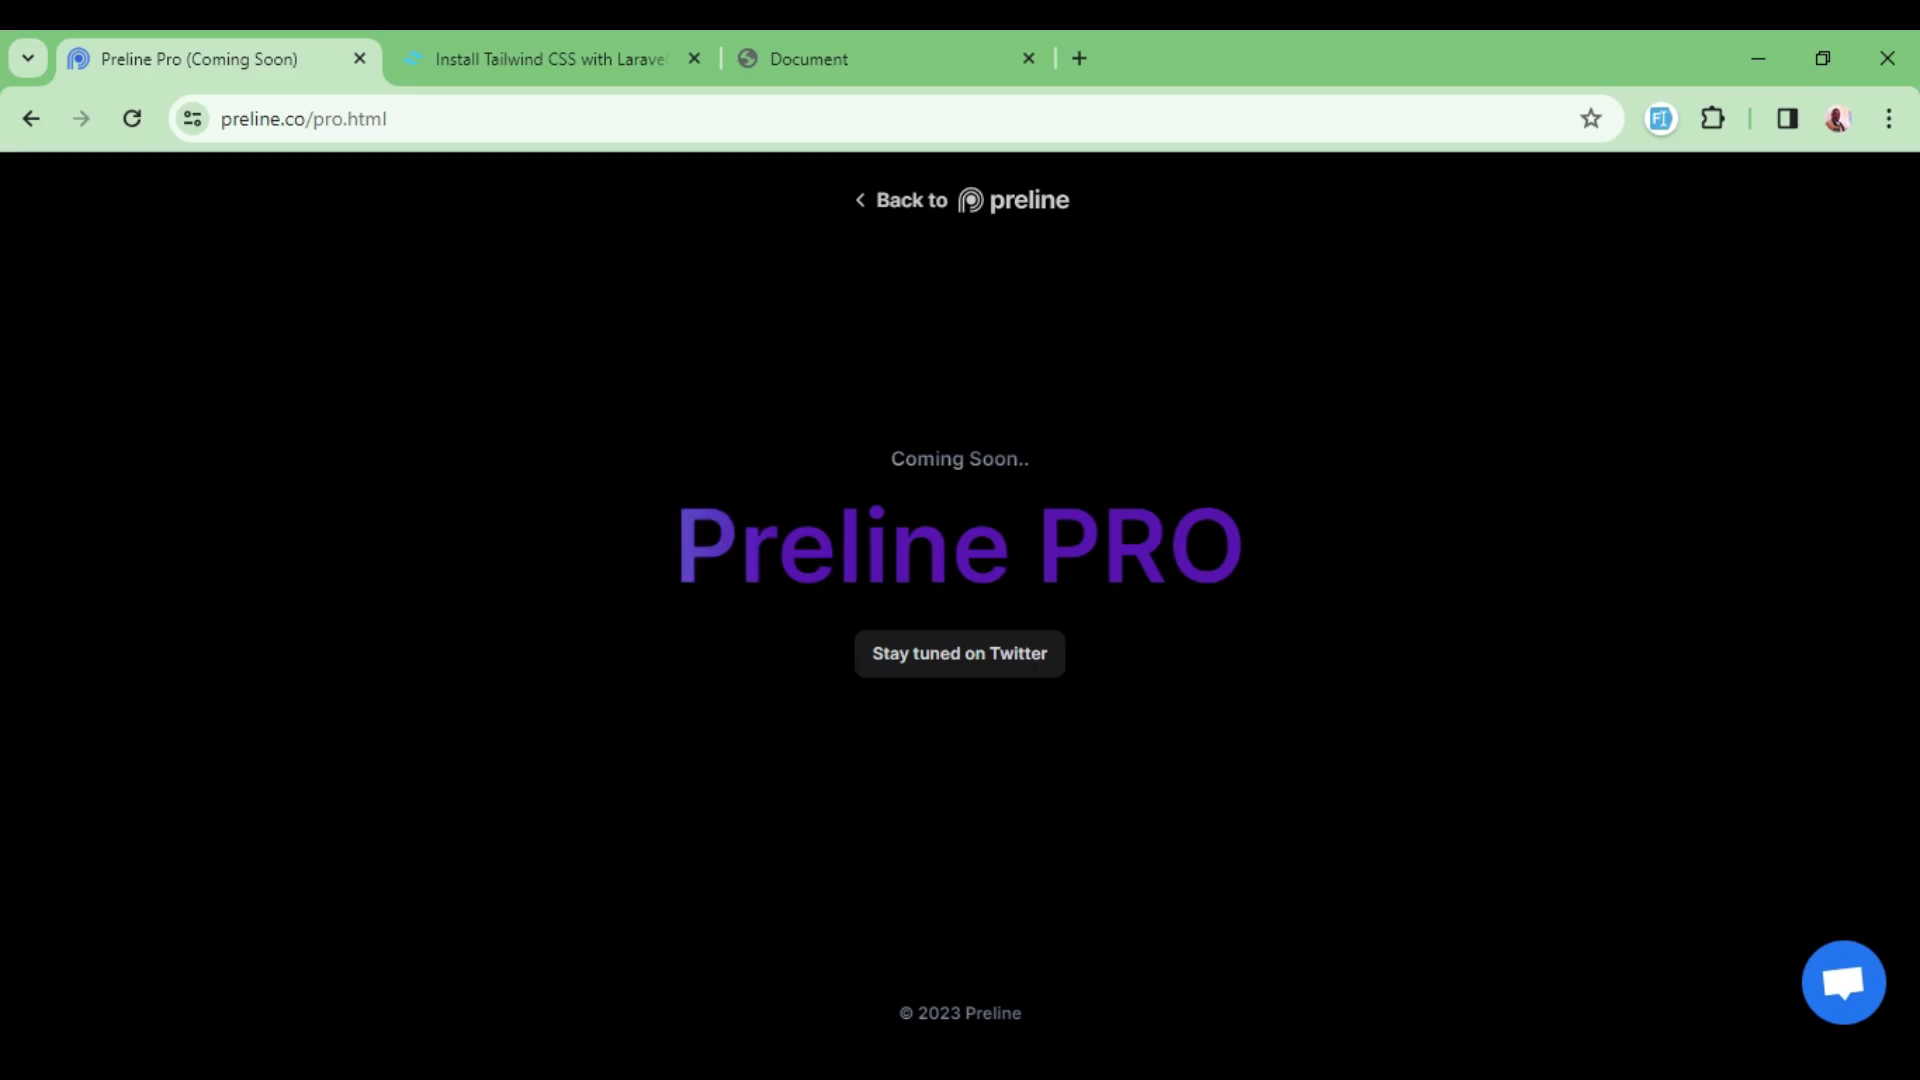 Preline Pro (Coming Soon)
Install Tailwind CSS with Laravel
Document
preline.co/pro.html
Back to preline
Coming Soon..
Preline PRO
Stay tuned on Twitter
© 2023 Preline